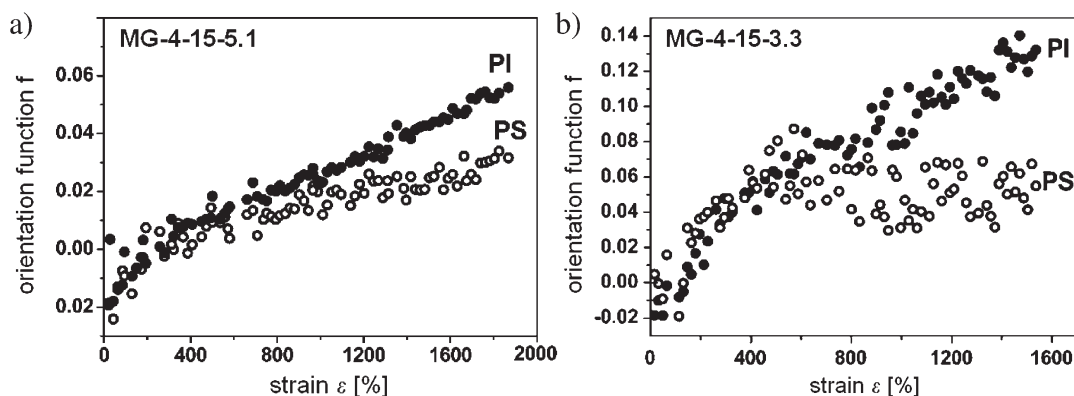 a)
MG-4-15-5.1
orientation function f
0.06
0.04
0.02
0.00
0.02
PI
PS
0 400 800 1200 1600 2000
strain ε [%]
b)
MG-4-15-3.3
orientation function f
0.14
0.12
0.10
0.08
0.06
0.04
0.02
0.00
-0.02
PI
PS
0 400 800 1200 1600
strain ε [%]